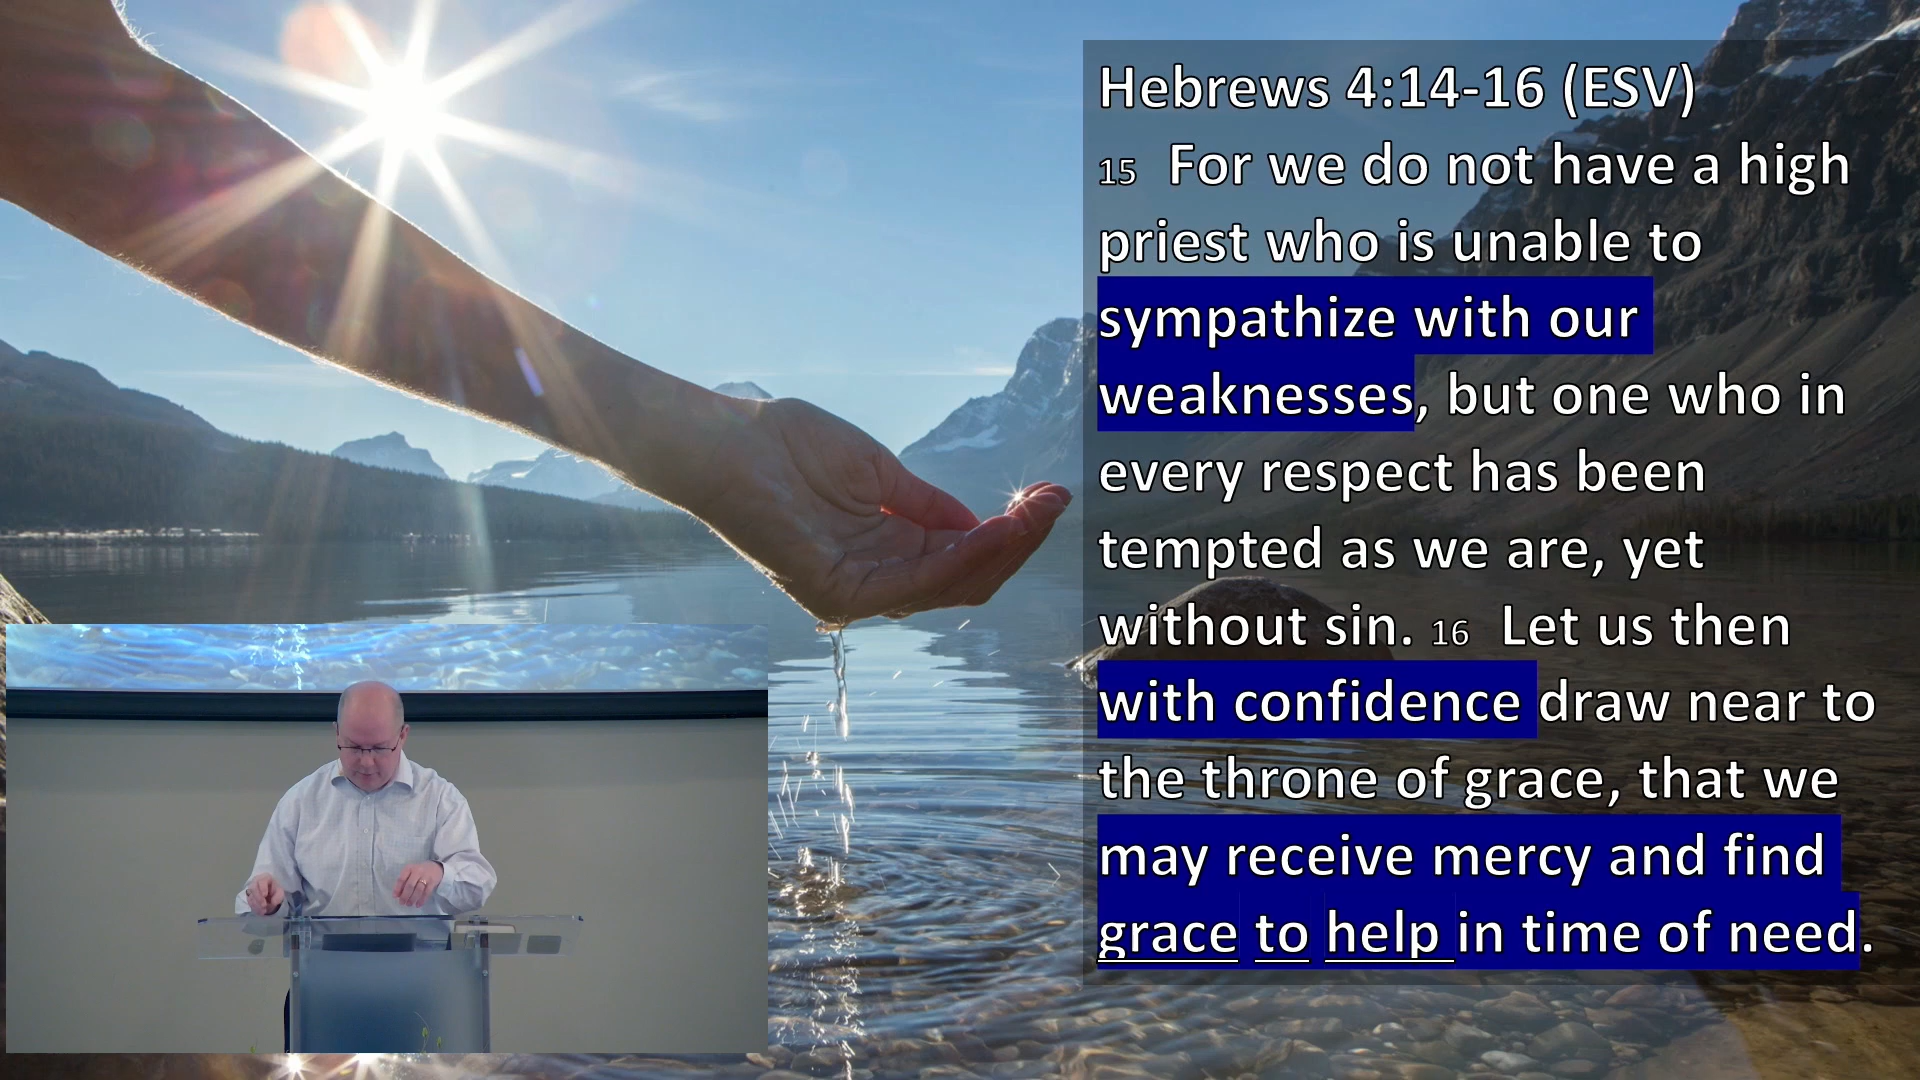 Hebrews 4:14-16 (ESV)
15 For we do not have a high
priest who is unable to
sympathize with our
weaknesses, but one who in
every respect has been
tempted as we are, yet
without sin. 16 Let us then
with confidence draw near to
the throne of grace, that we
may receive mercy and find
grace to help in time of need.